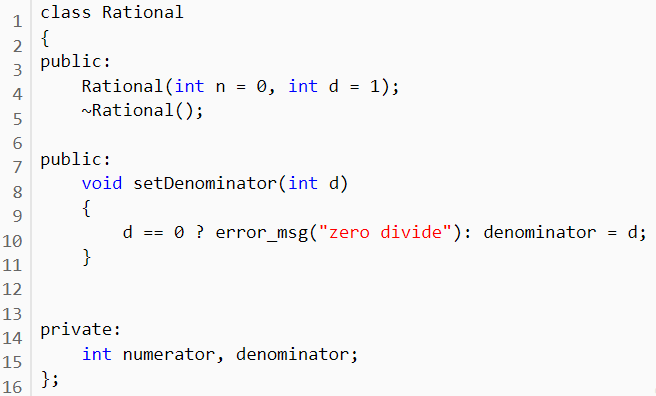 1 class Rational
2 {
3 public:
4     Rational(int n = 0, int d = 1);
5     ~Rational();
6
7 public:
8     void setDenominator(int d)
9     {
10         d == 0 ? error_msg("zero divide"): denominator = d;
11     }
12
13
14 private:
15     int numerator, denominator;
16 };